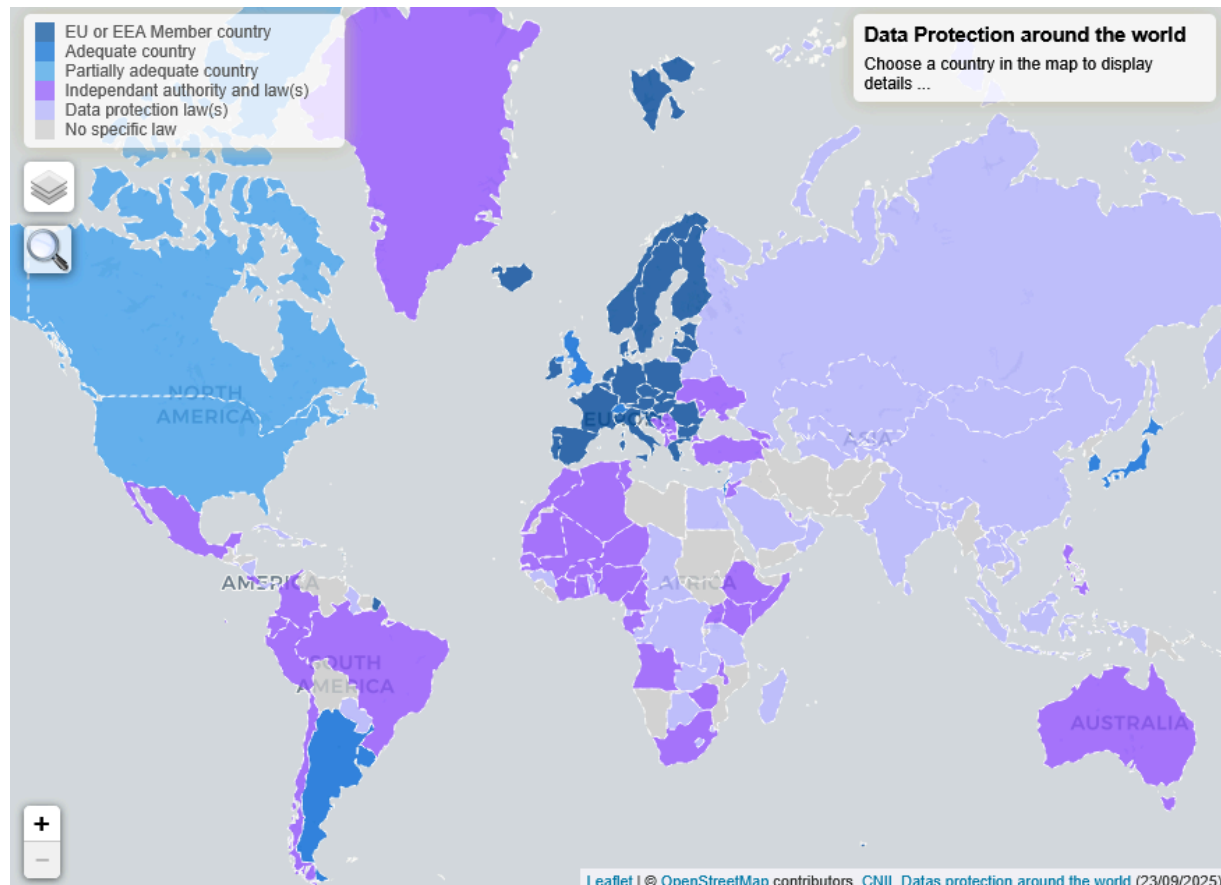 EU or EEA Member country
Adequate country
Partially adequate country
Independant authority and law(s)
Data protection law(s)
No specific law
Data Protection around the world
Choose a country in the map to display
details ...
NORTH
AMERICA
EUROPE
ASIA
AMERICA
AFRICA
SOUTH
AMERICA
AUSTRALIA
+
−
Leaflet | © OpenStreetMap contributors, CNIL Datas protection around the world (23/09/2025)